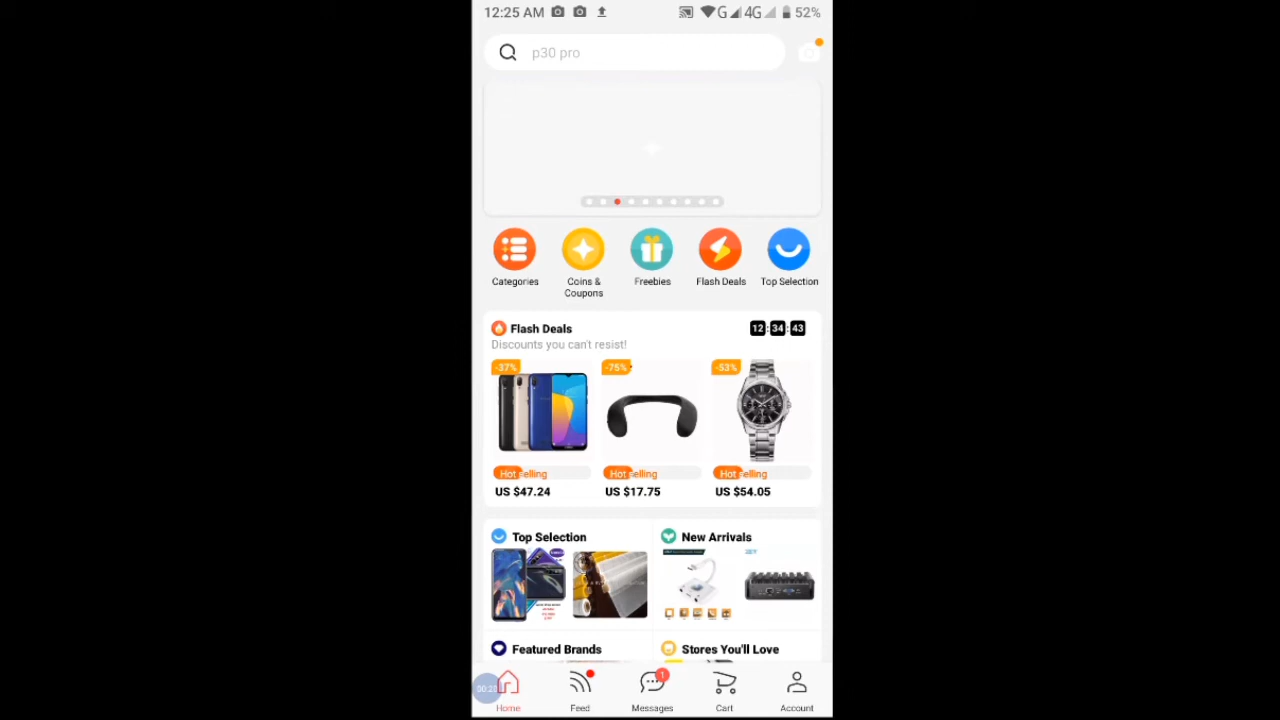 12:25 AM
G 4G 52%
p30 pro
Categories
Coins &
Coupons
Freebies
Flash Deals
Top Selection
Flash Deals
12:34:43
Discounts you can't resist!
-37%
-75%
-53%
Hot selling
Hot selling
Hot selling
US $47.24
US $17.75
US $54.05
Top Selection
New Arrivals
Featured Brands
Stores You'll Love
1
Home
Feed
Messages
Cart
Account